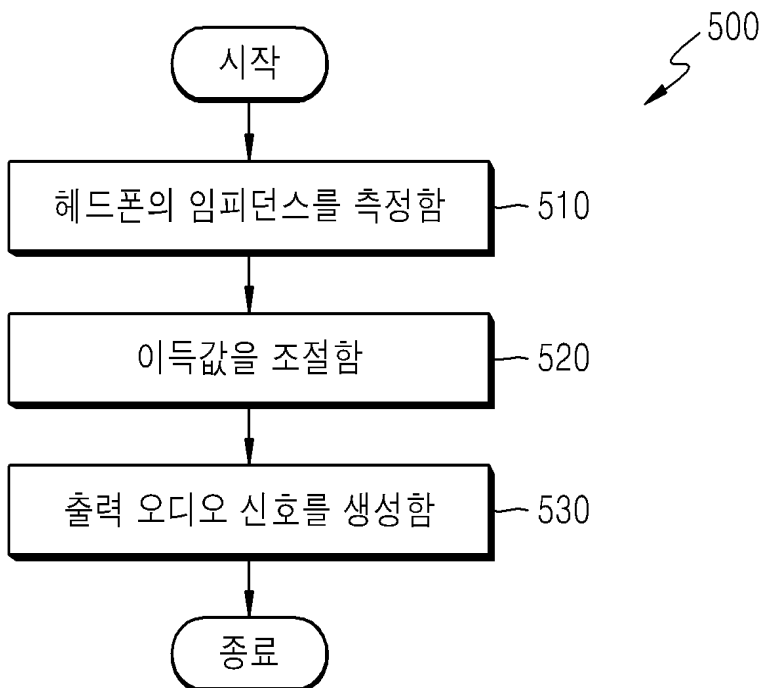 500
시작
헤드폰의 임피던스를 측정함
510
이득값을 조절함
520
출력 오디오 신호를 생성함
530
종료